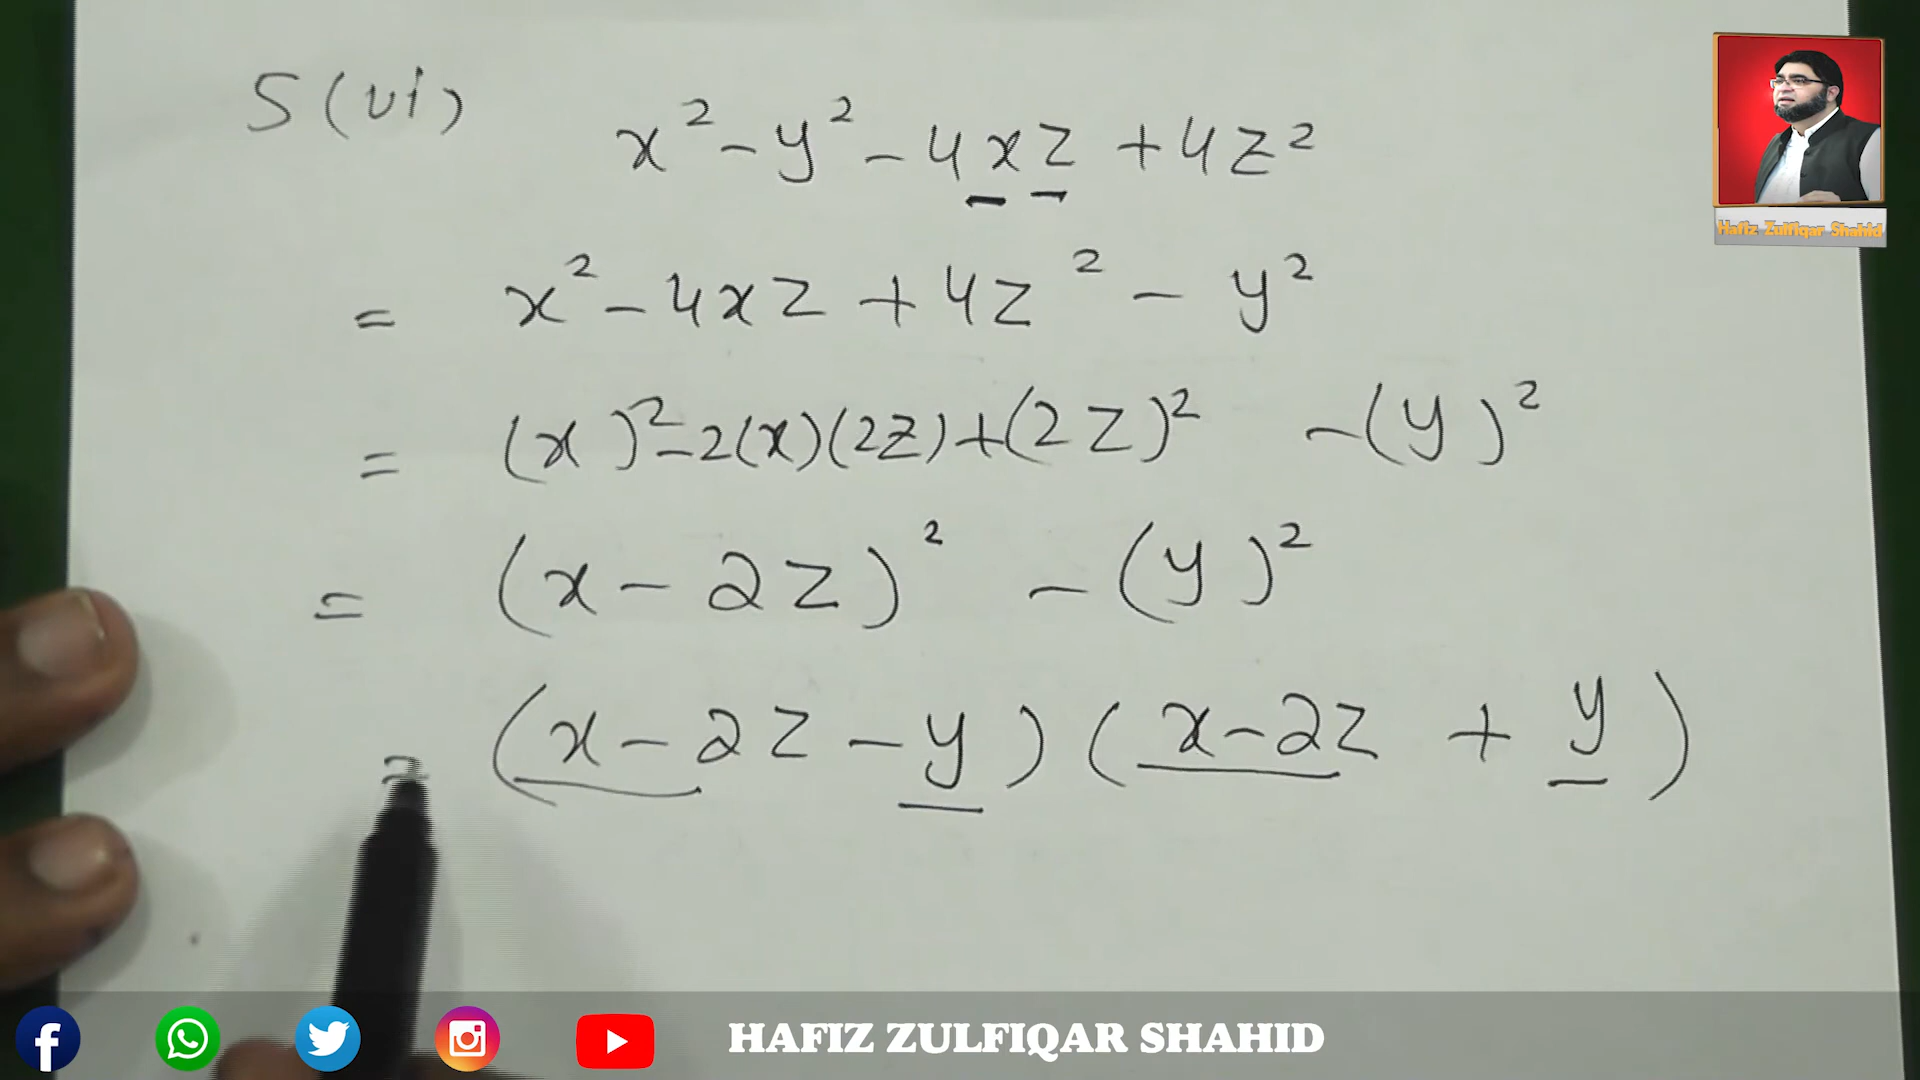 5(vi) x² - y² - 4xz + 4z²
= x² - 4xz + 4z² - y²
= (x)² - 2(x)(2z) + (2z)² - (y)²
= (x - 2z)² - (y)²
= (x - 2z - y) (x - 2z + y)
Hafiz Zulfiqar Shahid
HAFIZ ZULFIQAR SHAHID